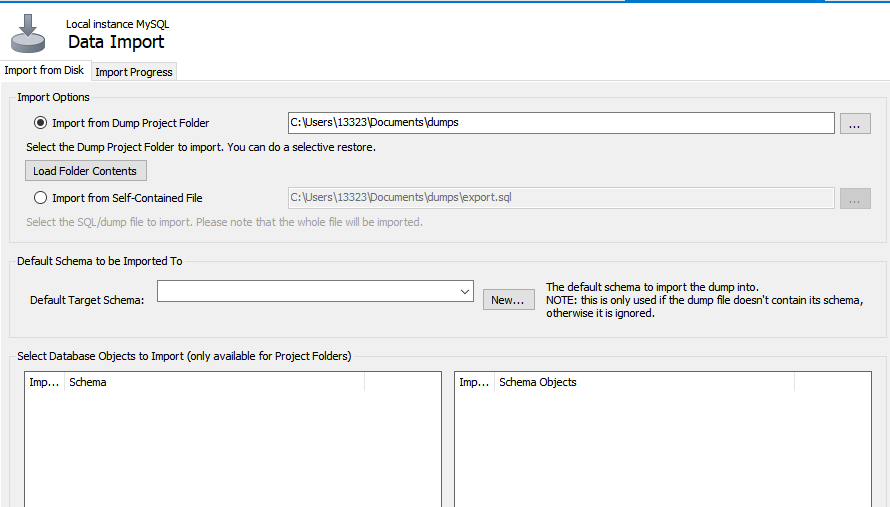 Local instance MySQL
Data Import
Import from Disk
Import Progress
Import Options
Import from Dump Project Folder
C:\Users\13323\Documents\dumps
...
Select the Dump Project Folder to import. You can do a selective restore.
Load Folder Contents
Import from Self-Contained File
C:\Users\13323\Documents\dumps\export.sql
...
Select the SQL/dump file to import. Please note that the whole file will be imported.
Default Schema to be Imported To
Default Target Schema:
New...
The default schema to import the dump into.
NOTE: this is only used if the dump file doesn't contain its schema,
otherwise it is ignored.
Select Database Objects to Import (only available for Project Folders)
Imp... Schema
Imp... Schema Objects